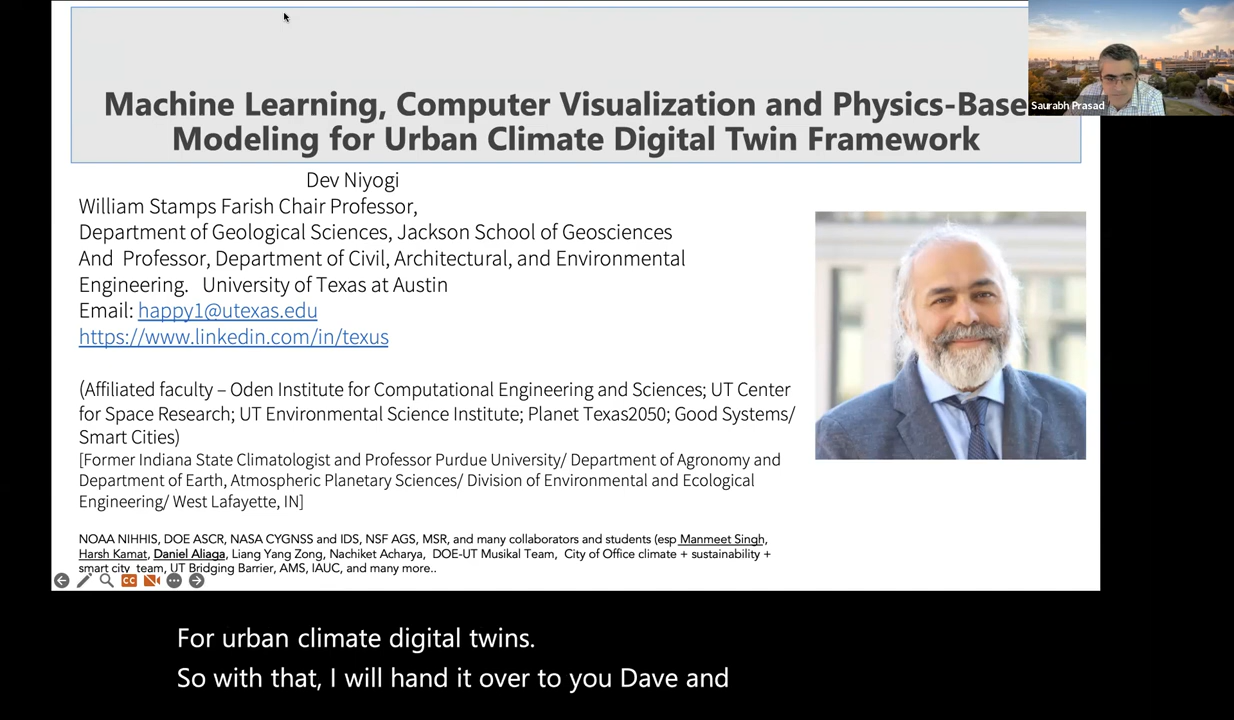 Machine Learning, Computer Visualization and Physics-Base
Modeling for Urban Climate Digital Twin Framework
Saurabh Prasad
Dev Niyogi
William Stamps Farish Chair Professor,
Department of Geological Sciences, Jackson School of Geosciences
And Professor, Department of Civil, Architectural, and Environmental
Engineering. University of Texas at Austin
Email: happy1@utexas.edu
https://www.linkedin.com/in/texus
(Affiliated faculty – Oden Institute for Computational Engineering and Sciences; UT Center
for Space Research; UT Environmental Science Institute; Planet Texas2050; Good Systems/
Smart Cities)
[Former Indiana State Climatologist and Professor Purdue University/ Department of Agronomy and
Department of Earth, Atmospheric Planetary Sciences/ Division of Environmental and Ecological
Engineering/ West Lafayette, IN]
NOAA NIHHIS, DOE ASCR, NASA CYGNSS and IDS, NSF AGS, MSR, and many collaborators and students (esp Manmeet Singh,
Harsh Kamat, Daniel Aliaga, Liang Yang Zong, Nachiket Acharya, DOE-UT Musikal Team, City of Office climate + sustainability +
smart city team, UT Bridging Barrier, AMS, IAUC, and many more..
CC
For urban climate digital twins.
So with that, I will hand it over to you Dave and